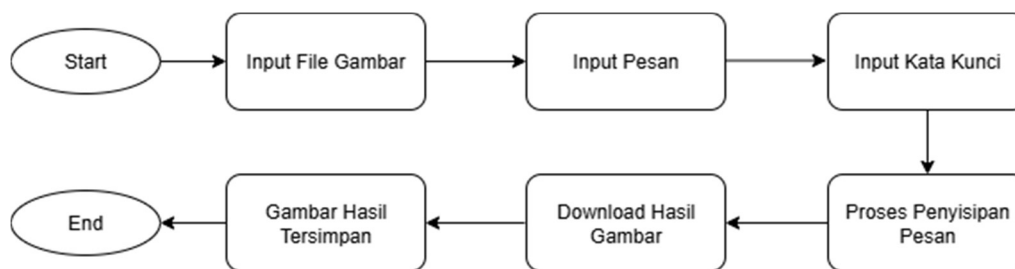 Start
Input File Gambar
Input Pesan
Input Kata Kunci
Proses Penyisipan
Pesan
Download Hasil
Gambar
Gambar Hasil
Tersimpan
End